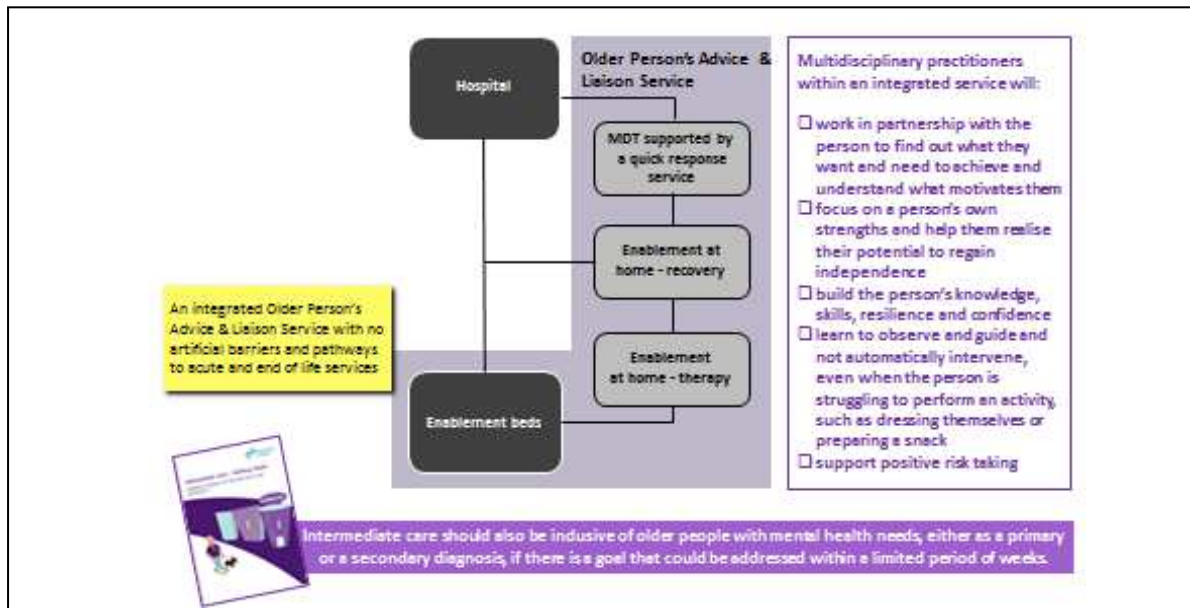 Hospital
Older Person's Advice &
Liaison Service
MDT supported by
a quick response
service
Enablement at
home - recovery
Enablement
at home - therapy
Enablement beds
An integrated Older Person's
Advice & Liaison Service with no
artificial barriers and pathways
to acute and end of life services
Multidisciplinary practitioners
within an integrated service will:
☐ work in partnership with the
person to find out what they
want and need to achieve and
understand what motivates them
☐ focus on a person's own
strengths and help them realise
their potential to regain
independence
☐ build the person's knowledge,
skills, resilience and confidence
☐ learn to observe and guide and
not automatically intervene,
even when the person is
struggling to perform an activity,
such as dressing themselves or
preparing a snack
☐ support positive risk taking
Intermediate care should also be inclusive of older people with mental health needs, either as a primary
or a secondary diagnosis, if there is a goal that could be addressed within a limited period of weeks.